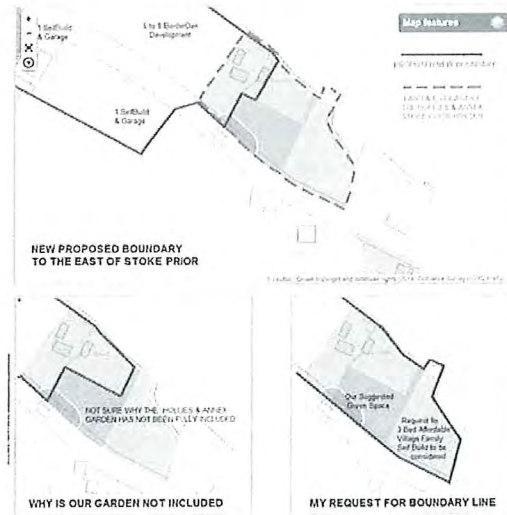 1 SelfBuild
& Garage
4 to 6 BorderOak
Development
Map features
PROPOSED NEW BOUNDARY
1 SelfBuild
& Garage
NEW PROPOSED BOUNDARY
TO THE EAST OF STOKE PRIOR
NOT SURE WHY THE HOLLIES & ANNEX
GARDEN HAS NOT BEEN FULLY INCLUDED
WHY IS OUR GARDEN NOT INCLUDED
Our Suggested
Green Space
Request for
3 Bed Affordable
Village Family
Self Build to be
considered
MY REQUEST FOR BOUNDARY LINE